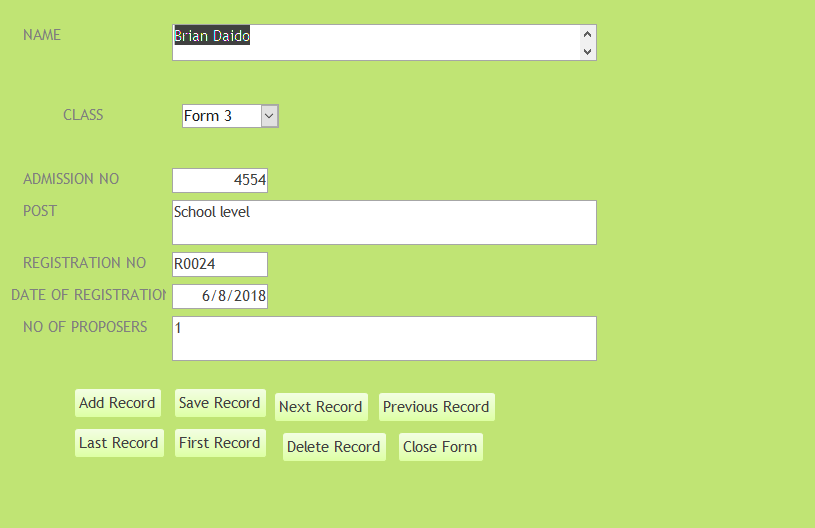 NAME Brian Daido
CLASS Form 3
ADMISSION NO 4554
POST School level
REGISTRATION NO R0024
DATE OF REGISTRATION 6/8/2018
NO OF PROPOSERS 1
Add Record Save Record Next Record Previous Record
Last Record First Record Delete Record Close Form